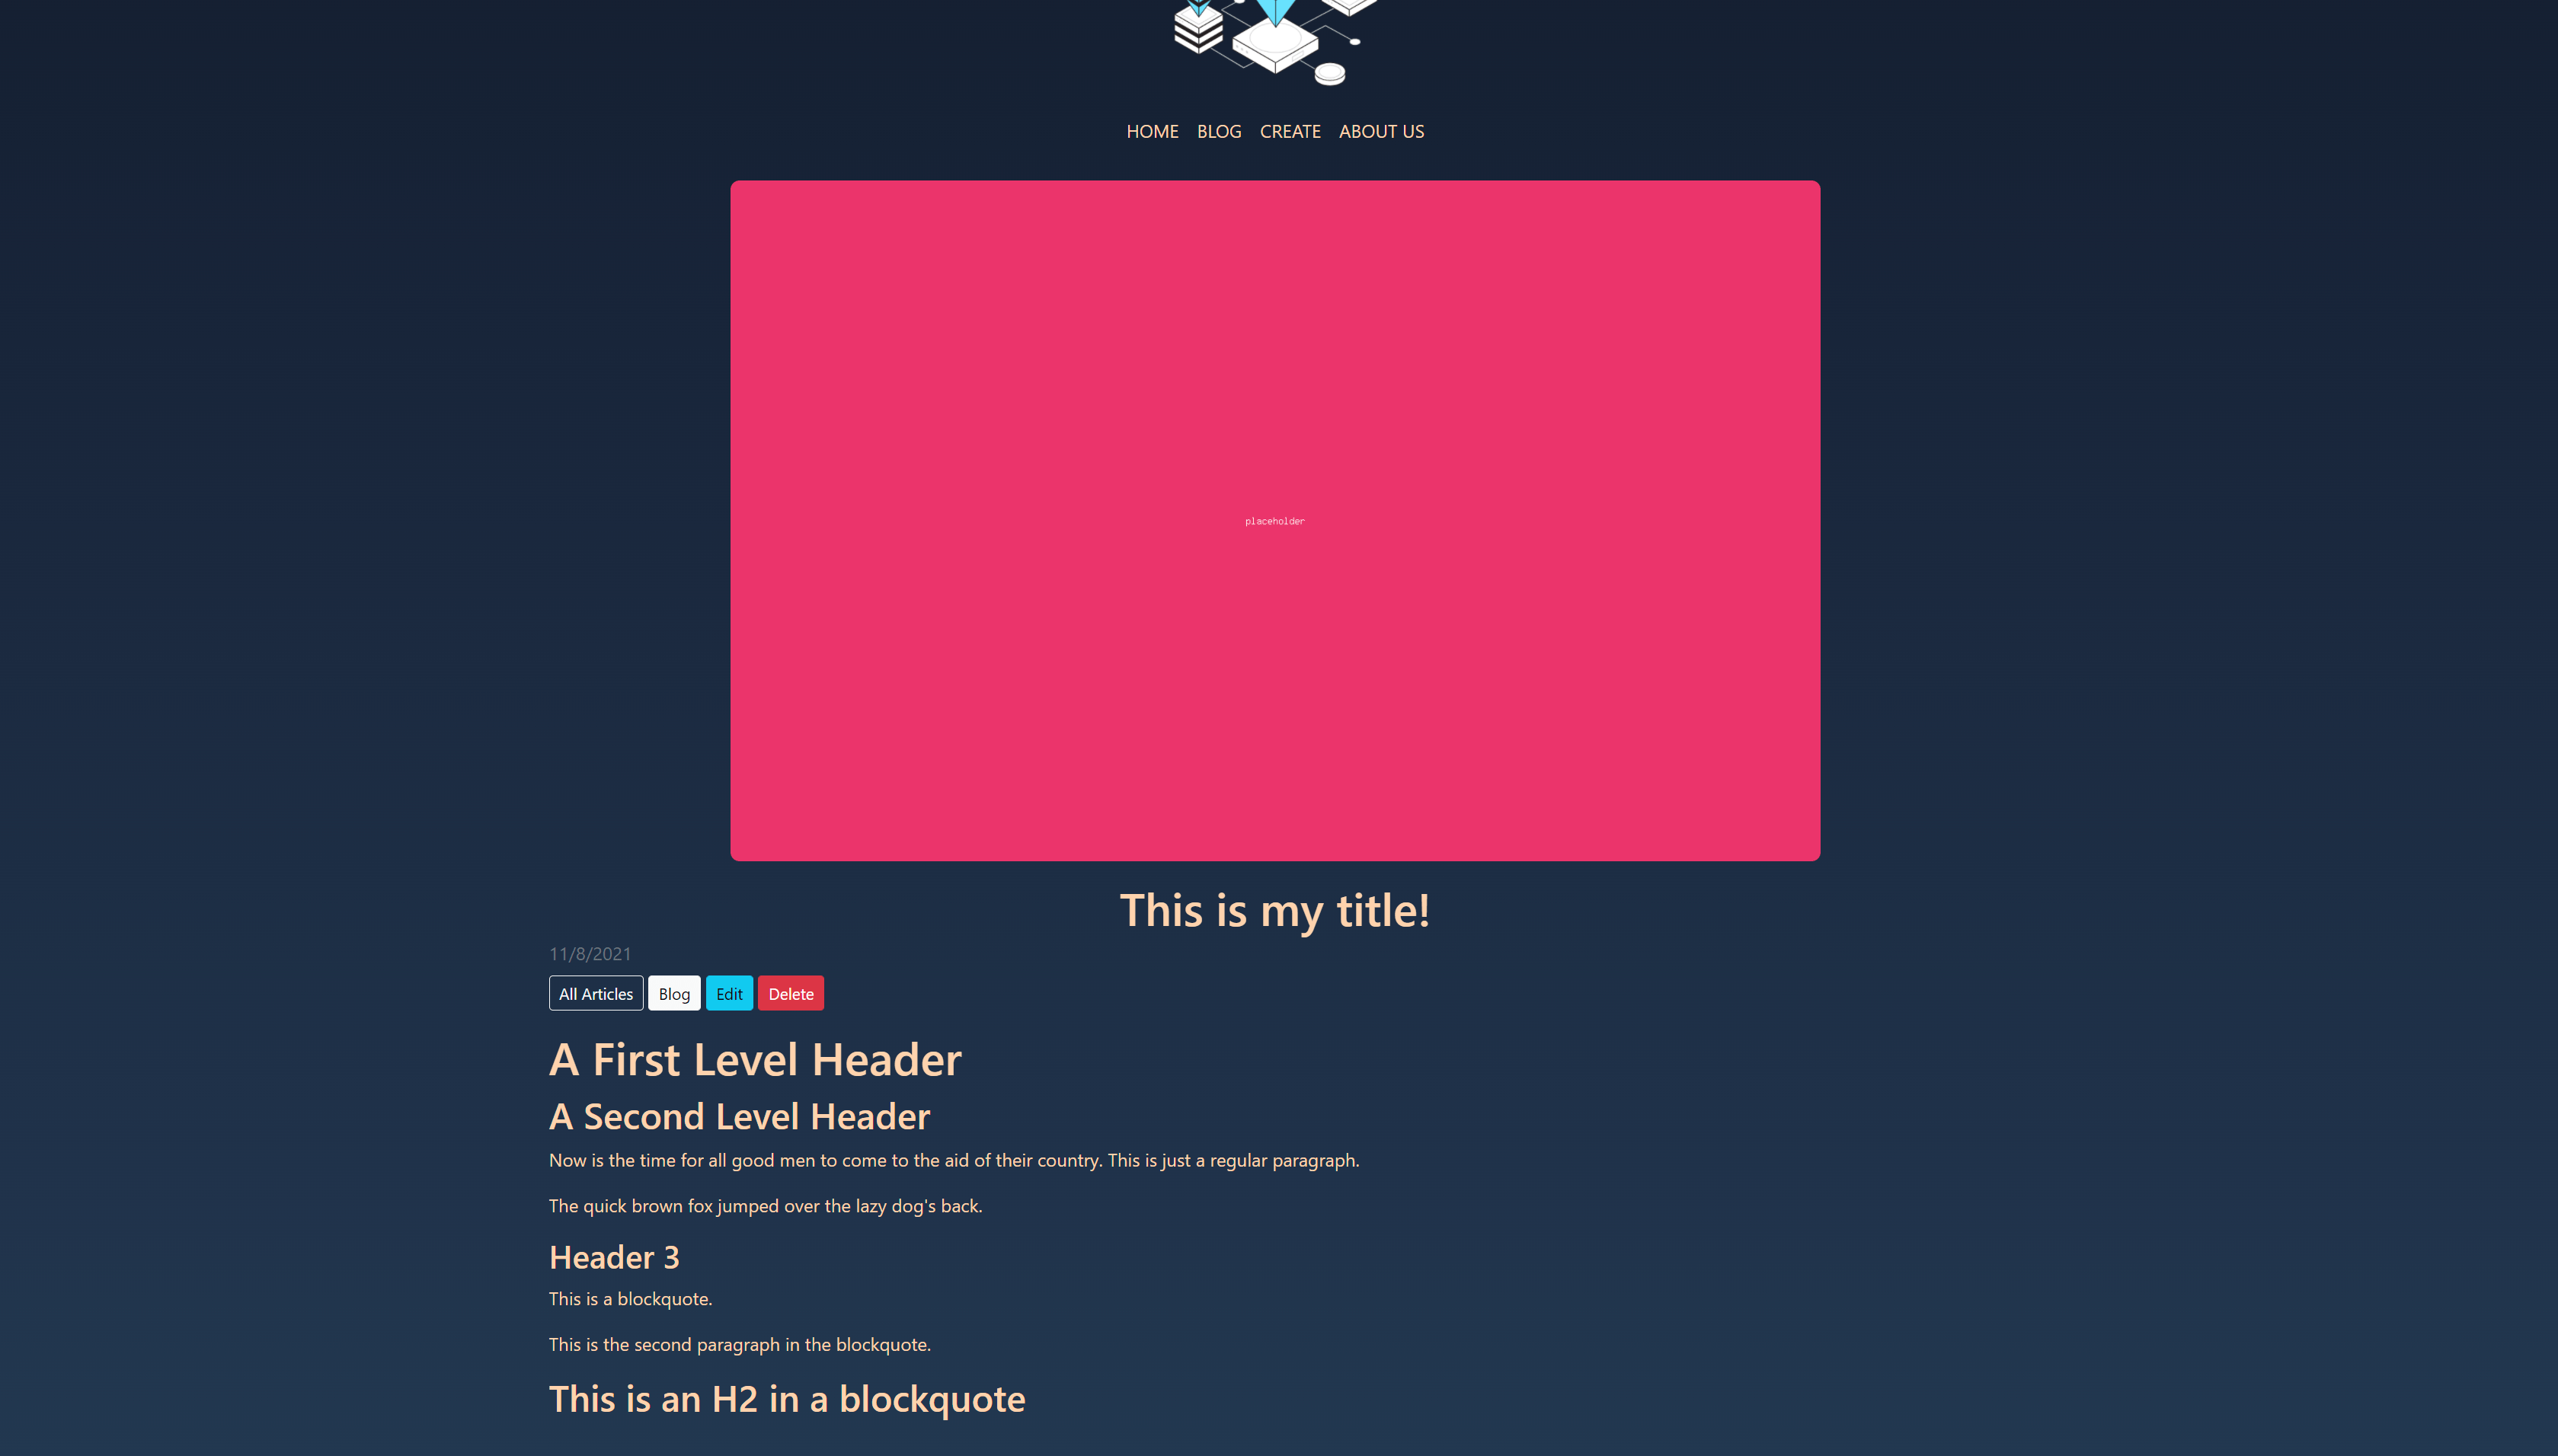 HOME BLOG CREATE ABOUT US
placeholder
This is my title!
11/8/2021
All Articles Blog Edit Delete
A First Level Header
A Second Level Header
Now is the time for all good men to come to the aid of their country. This is just a regular paragraph.
The quick brown fox jumped over the lazy dog's back.
Header 3
This is a blockquote.
This is the second paragraph in the blockquote.
This is an H2 in a blockquote